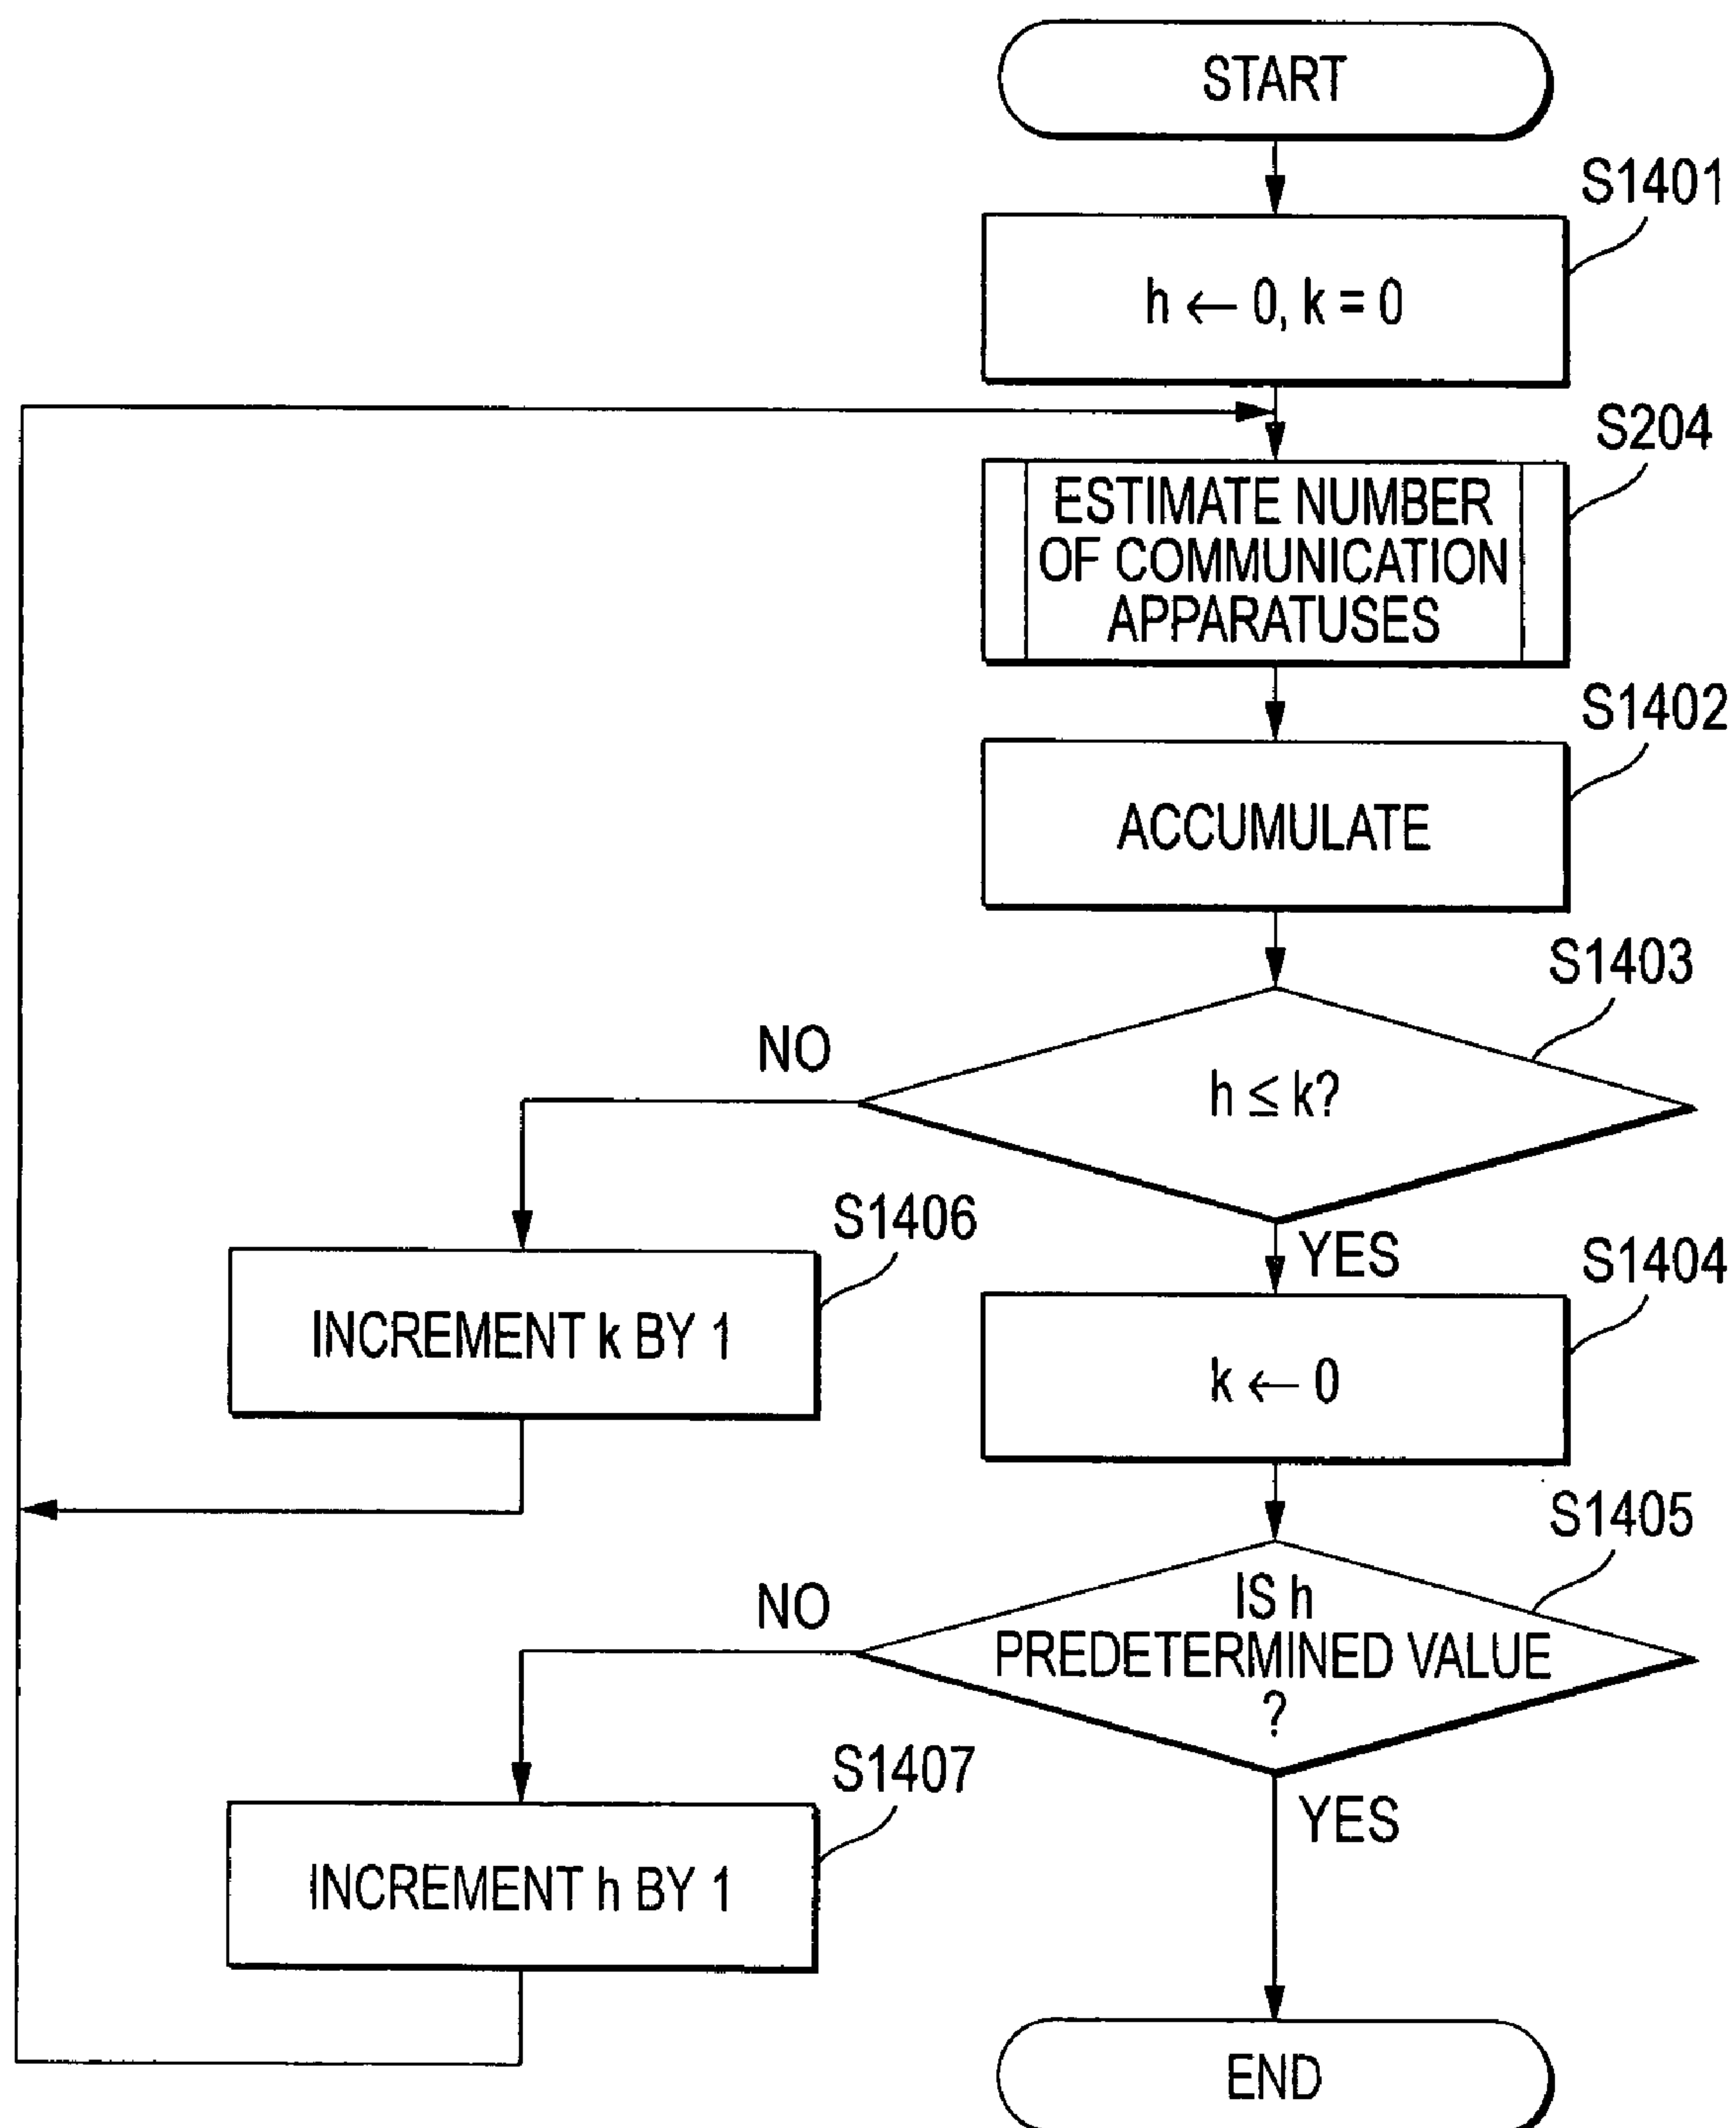 START
S1401
h ← 0, k = 0
S204
ESTIMATE NUMBER
OF COMMUNICATION
APPARATUSES
S1402
ACCUMULATE
S1403
NO
h ≤ k?
S1406
YES
S1404
INCREMENT k BY 1
k ← 0
S1405
NO
IS h
PREDETERMINED VALUE
?
S1407
YES
INCREMENT h BY 1
END